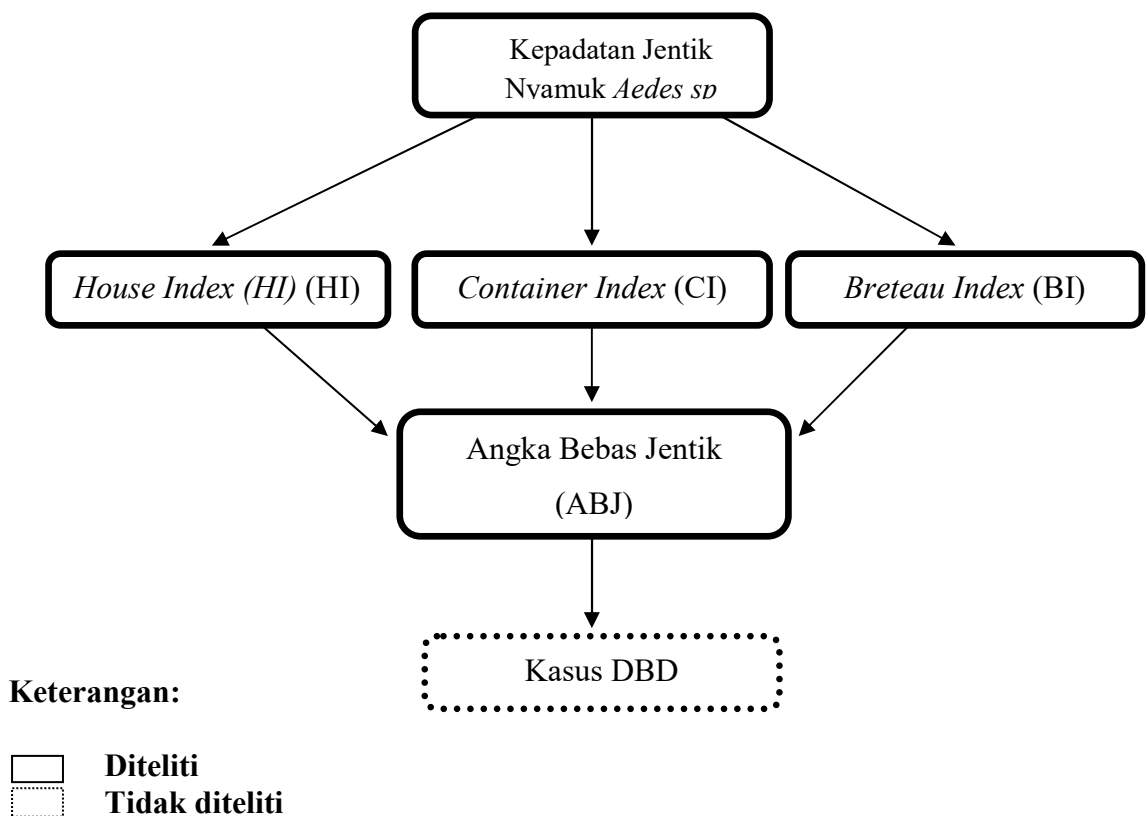 Kepadatan Jentik
Nyamuk Aedes sp
House Index (HI) (HI)
Container Index (CI)
Breteau Index (BI)
Angka Bebas Jentik
(ABJ)
Kasus DBD
Keterangan:
Diteliti
Tidak diteliti